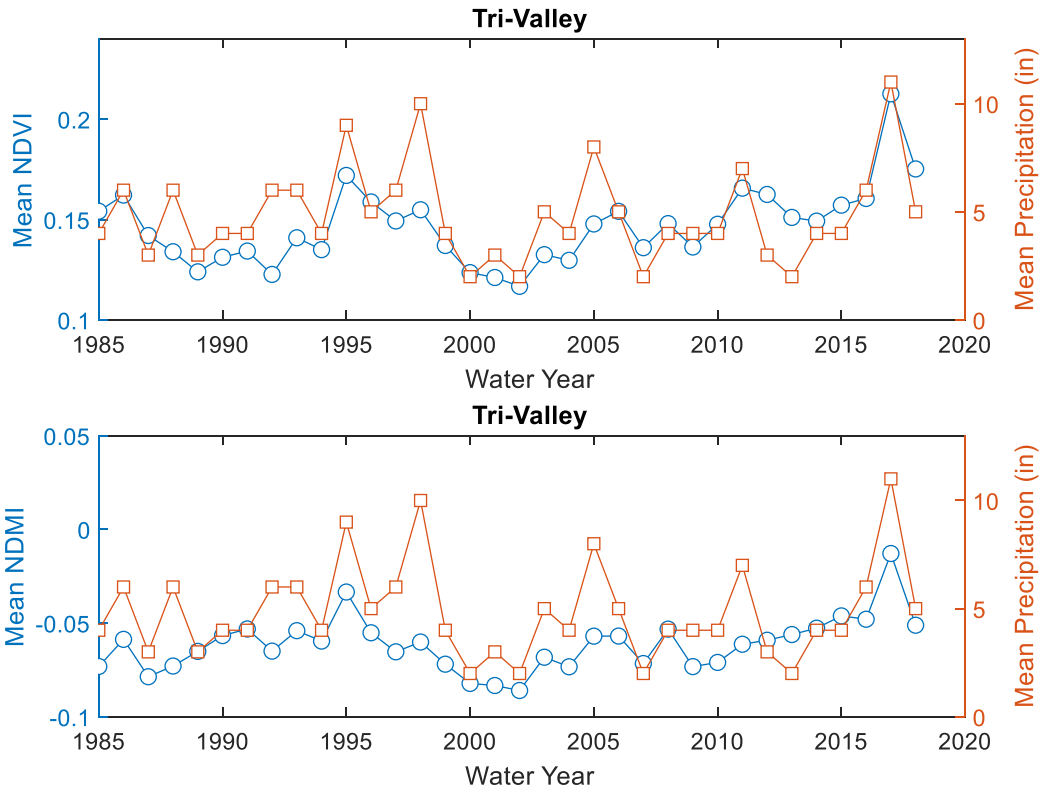 Tri-Valley
Mean NDVI
0.2
0.15
0.1
Mean Precipitation (in)
10
5
0
1985 1990 1995 2000 2005 2010 2015 2020
Water Year
Tri-Valley
Mean NDMI
0.05
0
-0.05
-0.1
Mean Precipitation (in)
10
5
0
1985 1990 1995 2000 2005 2010 2015 2020
Water Year